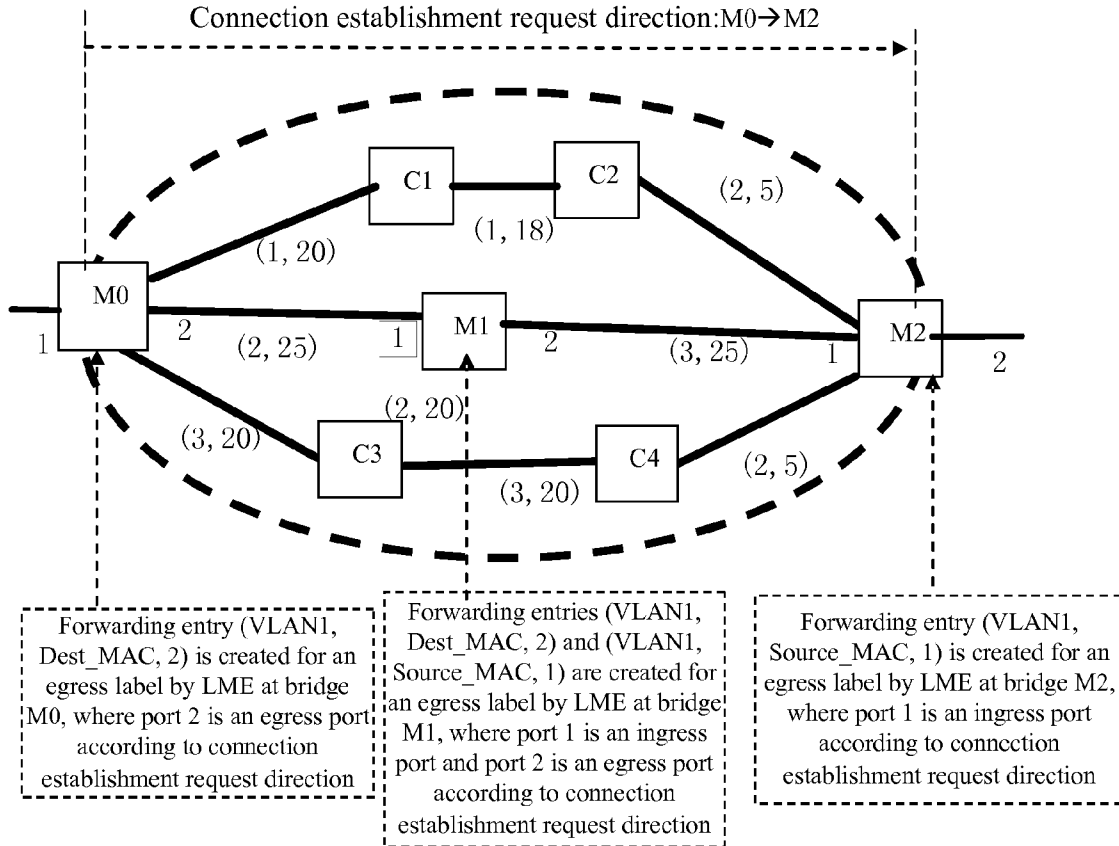 Connection establishment request direction:M0→M2
C1
C2
(2, 5)
(1, 18)
(1, 20)
M0
M1
M2
1
2
(2, 25)
1
2
(3, 25)
1
2
(2, 20)
(3, 20)
C3
C4
(3, 20)
(2, 5)
Forwarding entry (VLAN1,
Dest_MAC, 2) is created for an
egress label by LME at bridge
M0, where port 2 is an egress port
according to connection
establishment request direction
Forwarding entries (VLAN1,
Dest_MAC, 2) and (VLAN1,
Source_MAC, 1) are created for
an egress label by LME at bridge
M1, where port 1 is an ingress
port and port 2 is an egress port
according to connection
establishment request direction
Forwarding entry (VLAN1,
Source_MAC, 1) is created for an
egress label by LME at bridge M2,
where port 1 is an ingress port
according to connection
establishment request direction